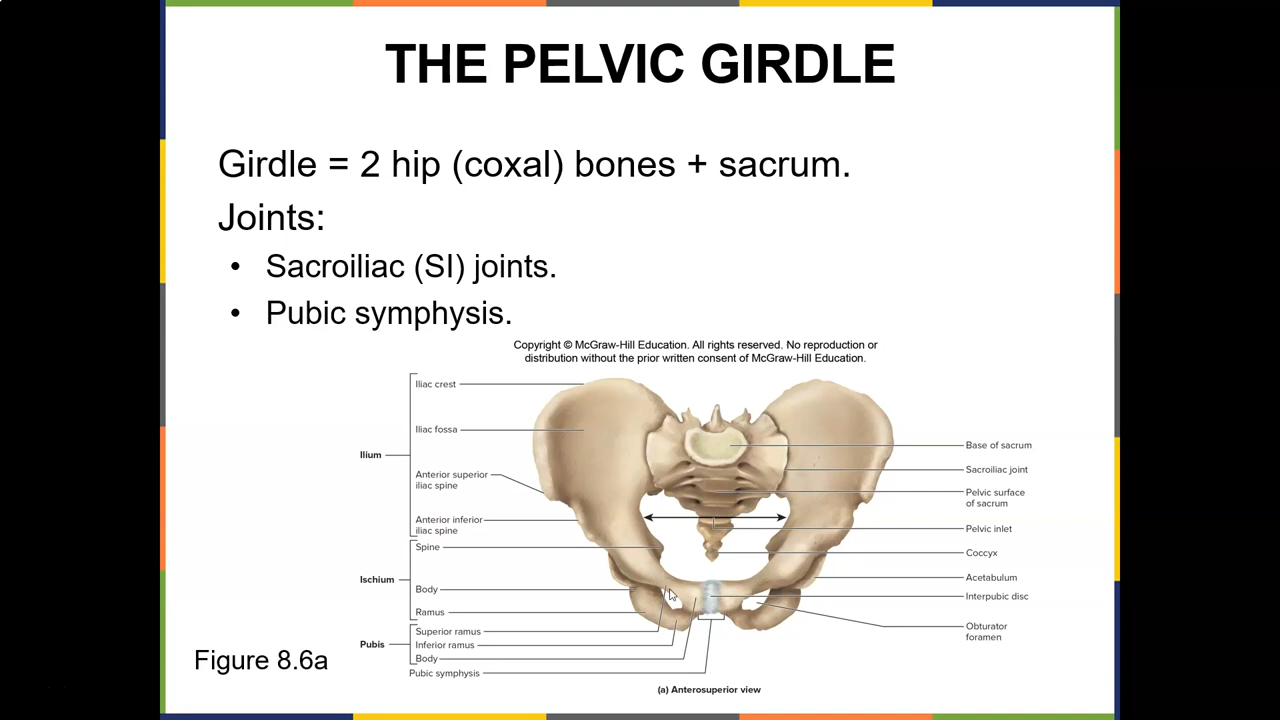 THE PELVIC GIRDLE
Girdle = 2 hip (coxal) bones + sacrum.
Joints:
• Sacroiliac (SI) joints.
• Pubic symphysis.
Copyright © McGraw-Hill Education. All rights reserved. No reproduction or
distribution without the prior written consent of McGraw-Hill Education.
Ilium
Iliac crest
Iliac fossa
Anterior superior
iliac spine
Anterior inferior
iliac spine
Ischium
Spine
Body
Ramus
Pubis
Superior ramus
Inferior ramus
Body
Pubic symphysis
Base of sacrum
Sacroiliac joint
Pelvic surface
of sacrum
Pelvic inlet
Coccyx
Acetabulum
Interpubic disc
Obturator
foramen
Figure 8.6a
(a) Anterosuperior view